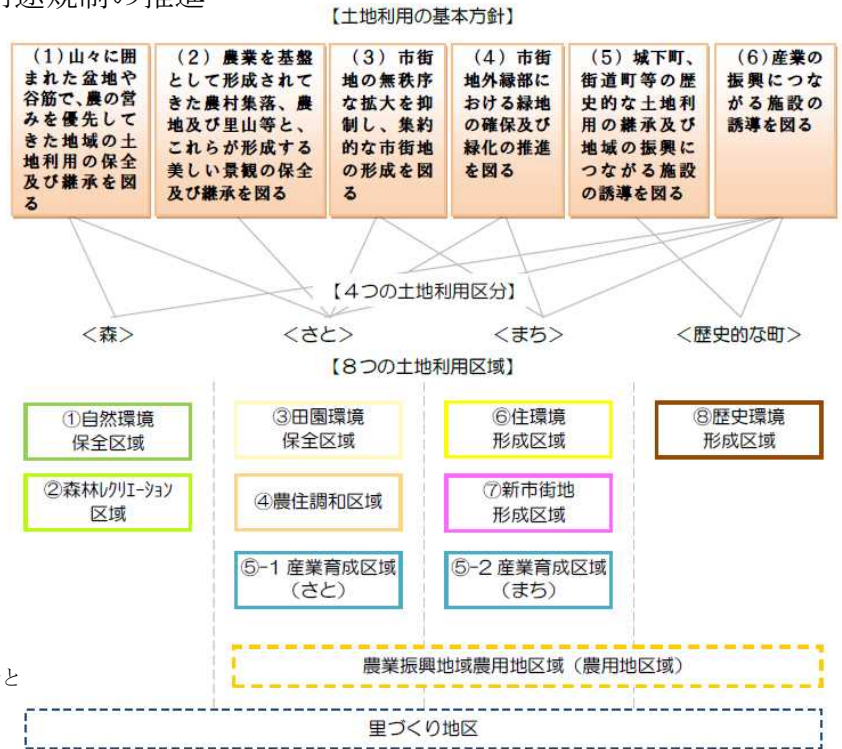 用途規制の推進
【土地利用の基本方針】
(1)山々に囲
まれた盆地や
谷筋で、農の営
みを優先して
きた地域の土
地利用の保全
及び継承を図
る
(2)農業を基盤
として形成されて
きた農村集落、農
地及び里山等と、
これらが形成する
美しい景観の保全
及び継承を図る
(3)市街
地の無秩序
な拡大を抑
制し、集約
的な市街地
の形成を図
る
(4)市街
地外縁部に
おける緑地
の確保及び
緑化の推進
を図る
(5)城下町、
街道町等の歴
史的な土地利
用の継承及び
地域の振興に
つながる施設
の誘導を図る
(6)産業の
振興につな
がる施設の
誘導を図る
【4つの土地利用区分】
<森>
<さと>
<まち>
<歴史的な町>
【8つの土地利用区域】
①自然環境
保全区域
③田園環境
保全区域
⑥住環境
形成区域
⑧歴史環境
形成区域
②森林レクリエーション
区域
④農住調和区域
⑦新市街地
形成区域
⑤-1 産業育成区域
(さと)
⑤-2 産業育成区域
(まち)
と
農業振興地域農用地区域(農用地区域)
里づくり地区